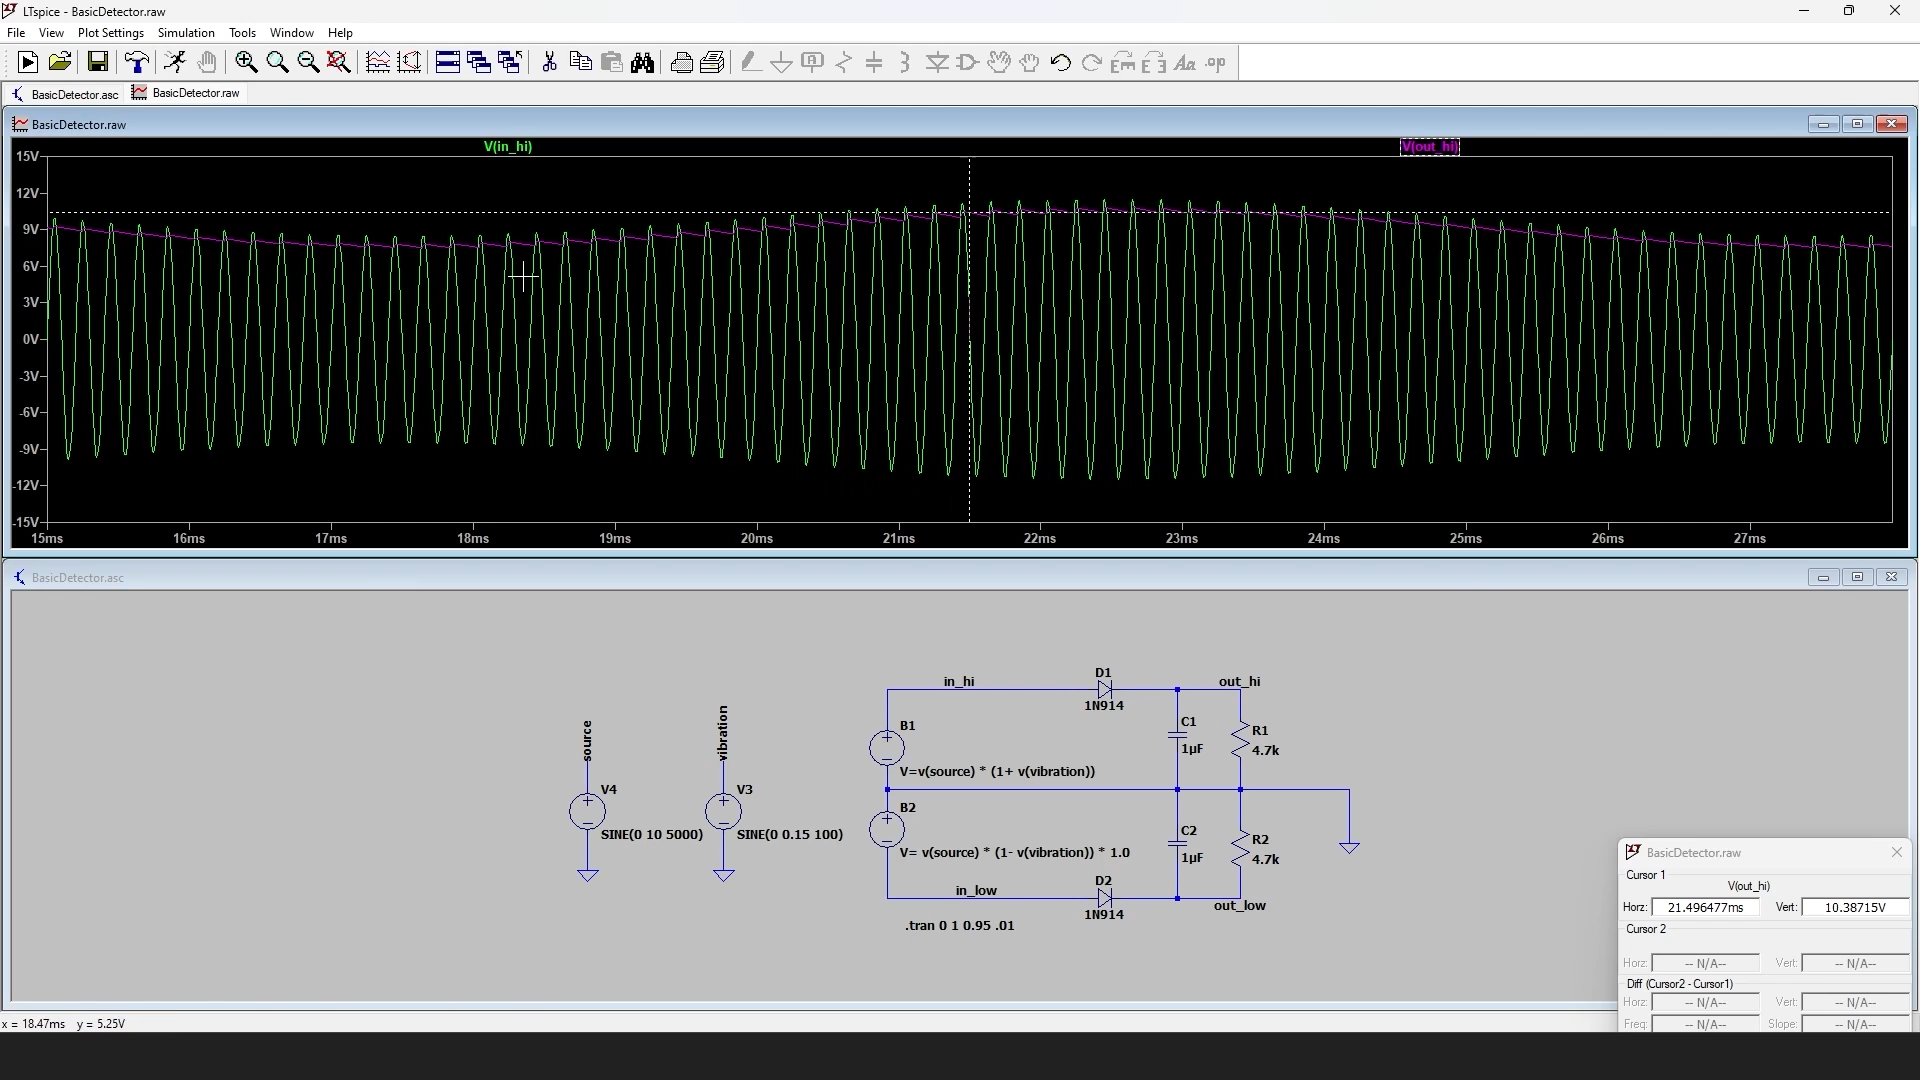 LTspice - BasicDetector.raw
File View Plot Settings Simulation Tools Window Help
BasicDetector.asc BasicDetector.raw
BasicDetector.raw
V(in_hi) V(out_hi)
15V
12V
9V
6V
3V
0V
-3V
-6V
-9V
-12V
-15V
15ms 16ms 17ms 18ms 19ms 20ms 21ms 22ms 23ms 24ms 25ms 26ms 27ms
BasicDetector.asc
source
V4
SINE(0 10 5000)
vibration
V3
SINE(0 0.15 100)
in_hi
D1
1N914
out_hi
B1
V=v(source) * (1+ v(vibration))
C1
1µF
R1
4.7k
B2
V= v(source) * (1- v(vibration)) * 1.0
C2
1µF
R2
4.7k
in_low
D2
1N914
out_low
.tran 0 1 0.95 .01
BasicDetector.raw
Cursor 1
V(out_hi)
Horz: 21.496477ms Vert: 10.38715V
Cursor 2
Horz: -- N/A-- Vert: -- N/A--
Diff (Cursor2 - Cursor1)
Horz: -- N/A-- Vert: -- N/A--
Freq: -- N/A-- Slope: -- N/A--
x = 18.47ms y = 5.25V